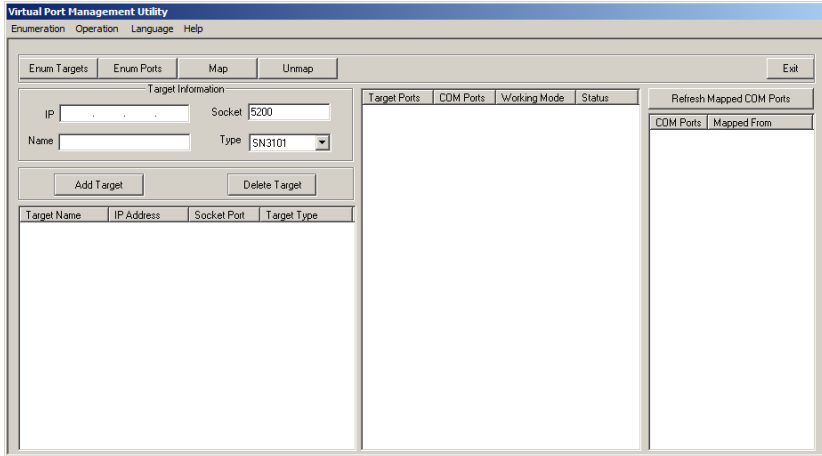 Virtual Port Management Utility
Enumeration Operation Language Help
Enum Targets Enum Ports Map Unmap Exit
Target Information
IP . . . Socket 5200
Name Type SN3101
Add Target Delete Target
Target Name IP Address Socket Port Target Type
Target Ports COM Ports Working Mode Status
Refresh Mapped COM Ports
COM Ports Mapped From